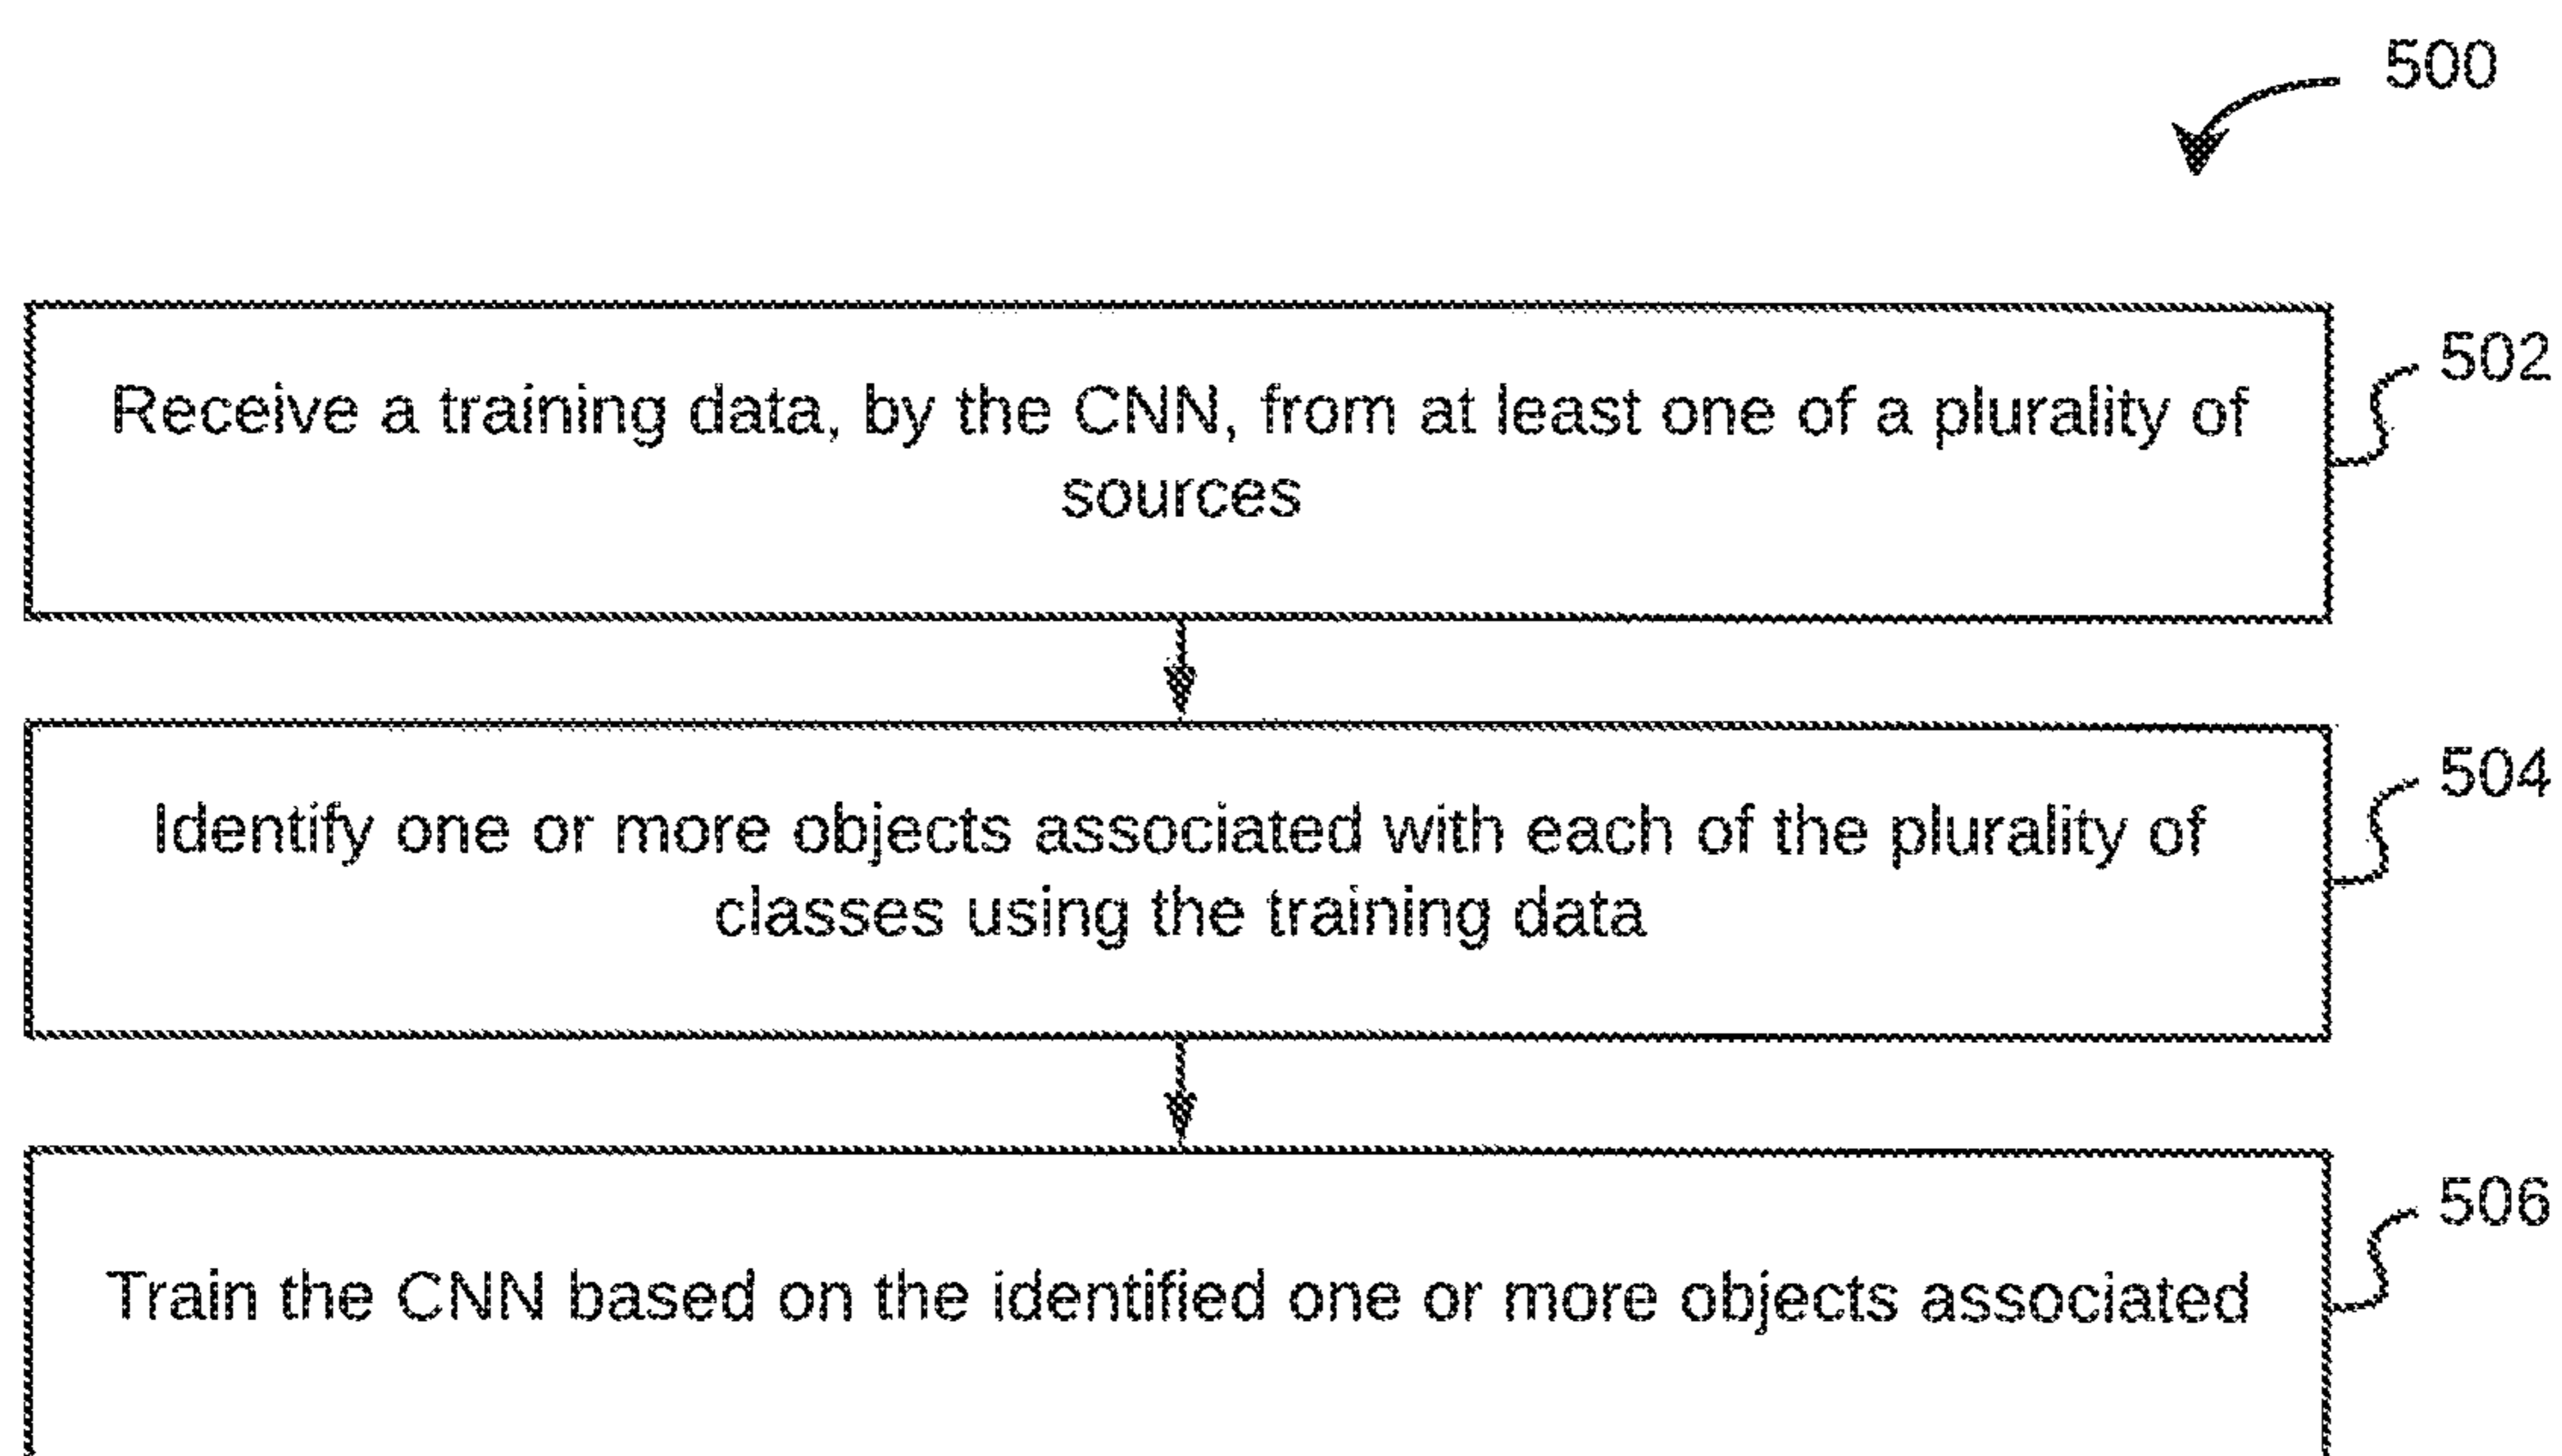 500
Receive a training data, by the CNN, from at least one of a plurality of
sources
502
Identify one or more objects associated with each of the plurality of
classes using the training data
504
Train the CNN based on the identified one or more objects associated
506